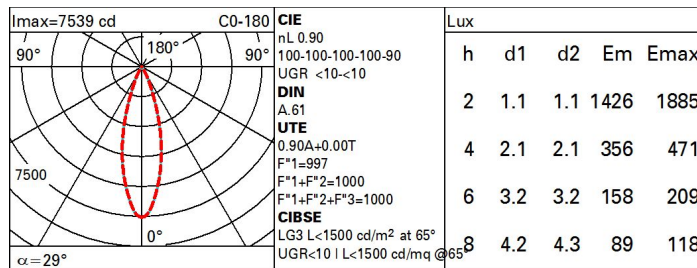 Imax=7539 cd C0-180
90° 180° 90°
7500
0°
α=29°
CIE
nL 0.90
100-100-100-100-90
UGR <10-<10
DIN
A.61
UTE
0.90A+0.00T
F"1=997
F"1+F"2=1000
F"1+F"2+F"3=1000
CIBSE
LG3 L<1500 cd/m² at 65°
UGR<10 | L<1500 cd/mq @65°
Lux
h d1 d2 Em Emax
2 1.1 1.1 1426 1885
4 2.1 2.1 356 471
6 3.2 3.2 158 209
8 4.2 4.3 89 118